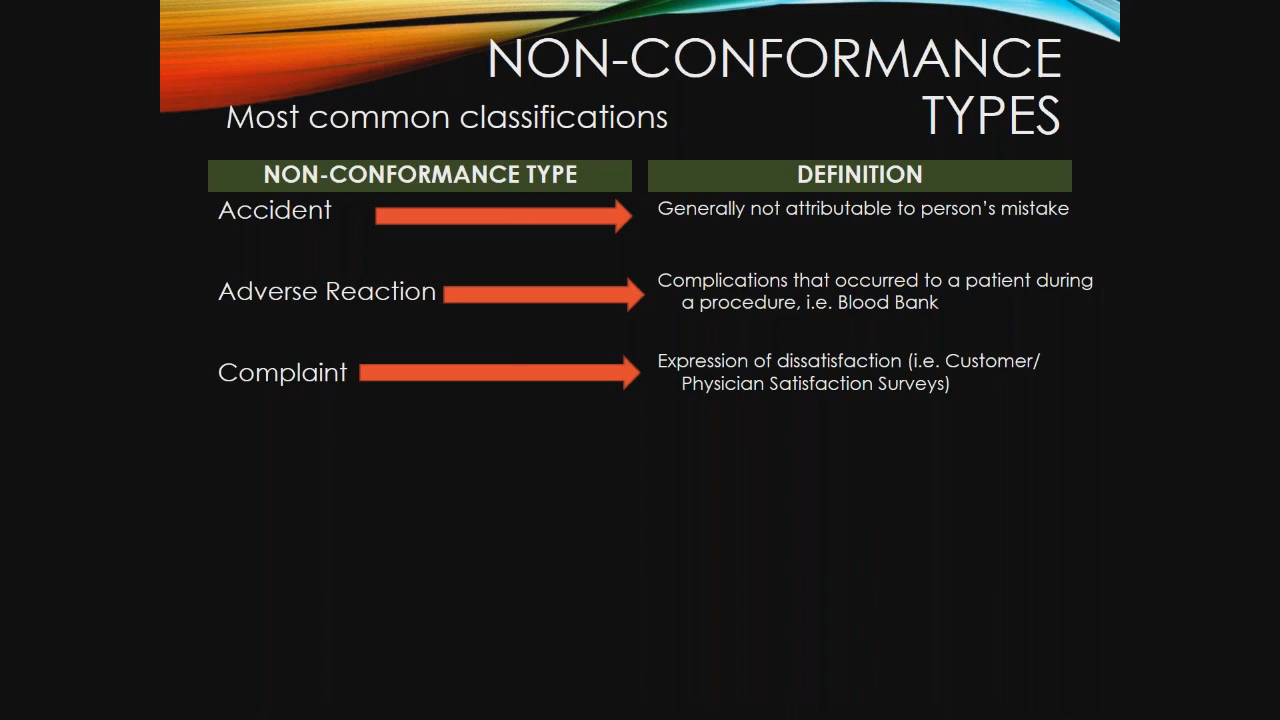 NON-CONFORMANCE
TYPES
Most common classifications
NON-CONFORMANCE TYPE
DEFINITION
Accident
Generally not attributable to person’s mistake
Adverse Reaction
Complications that occurred to a patient during
a procedure, i.e. Blood Bank
Complaint
Expression of dissatisfaction (i.e. Customer/
Physician Satisfaction Surveys)